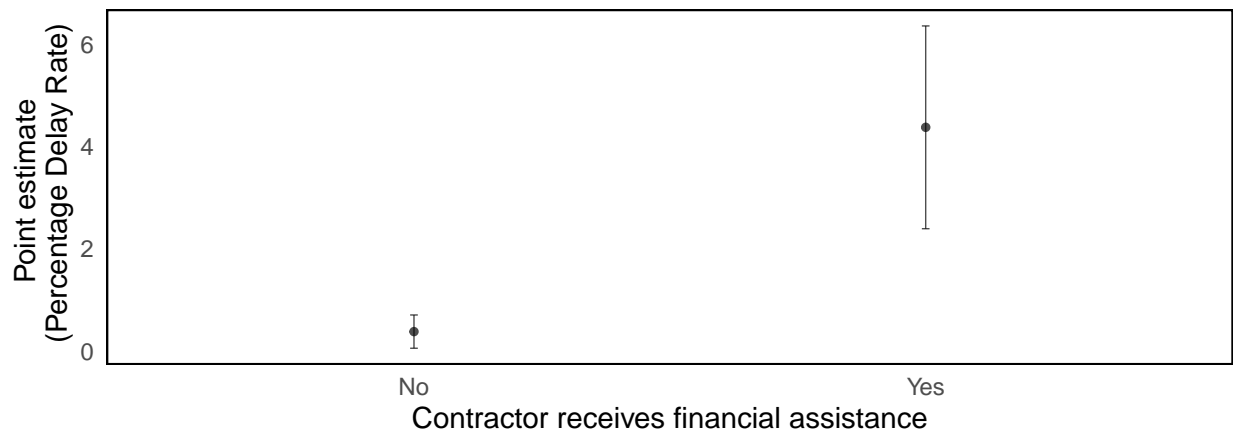 Point estimate
(Percentage Delay Rate)
6
4
2
0
No
Yes
Contractor receives financial assistance